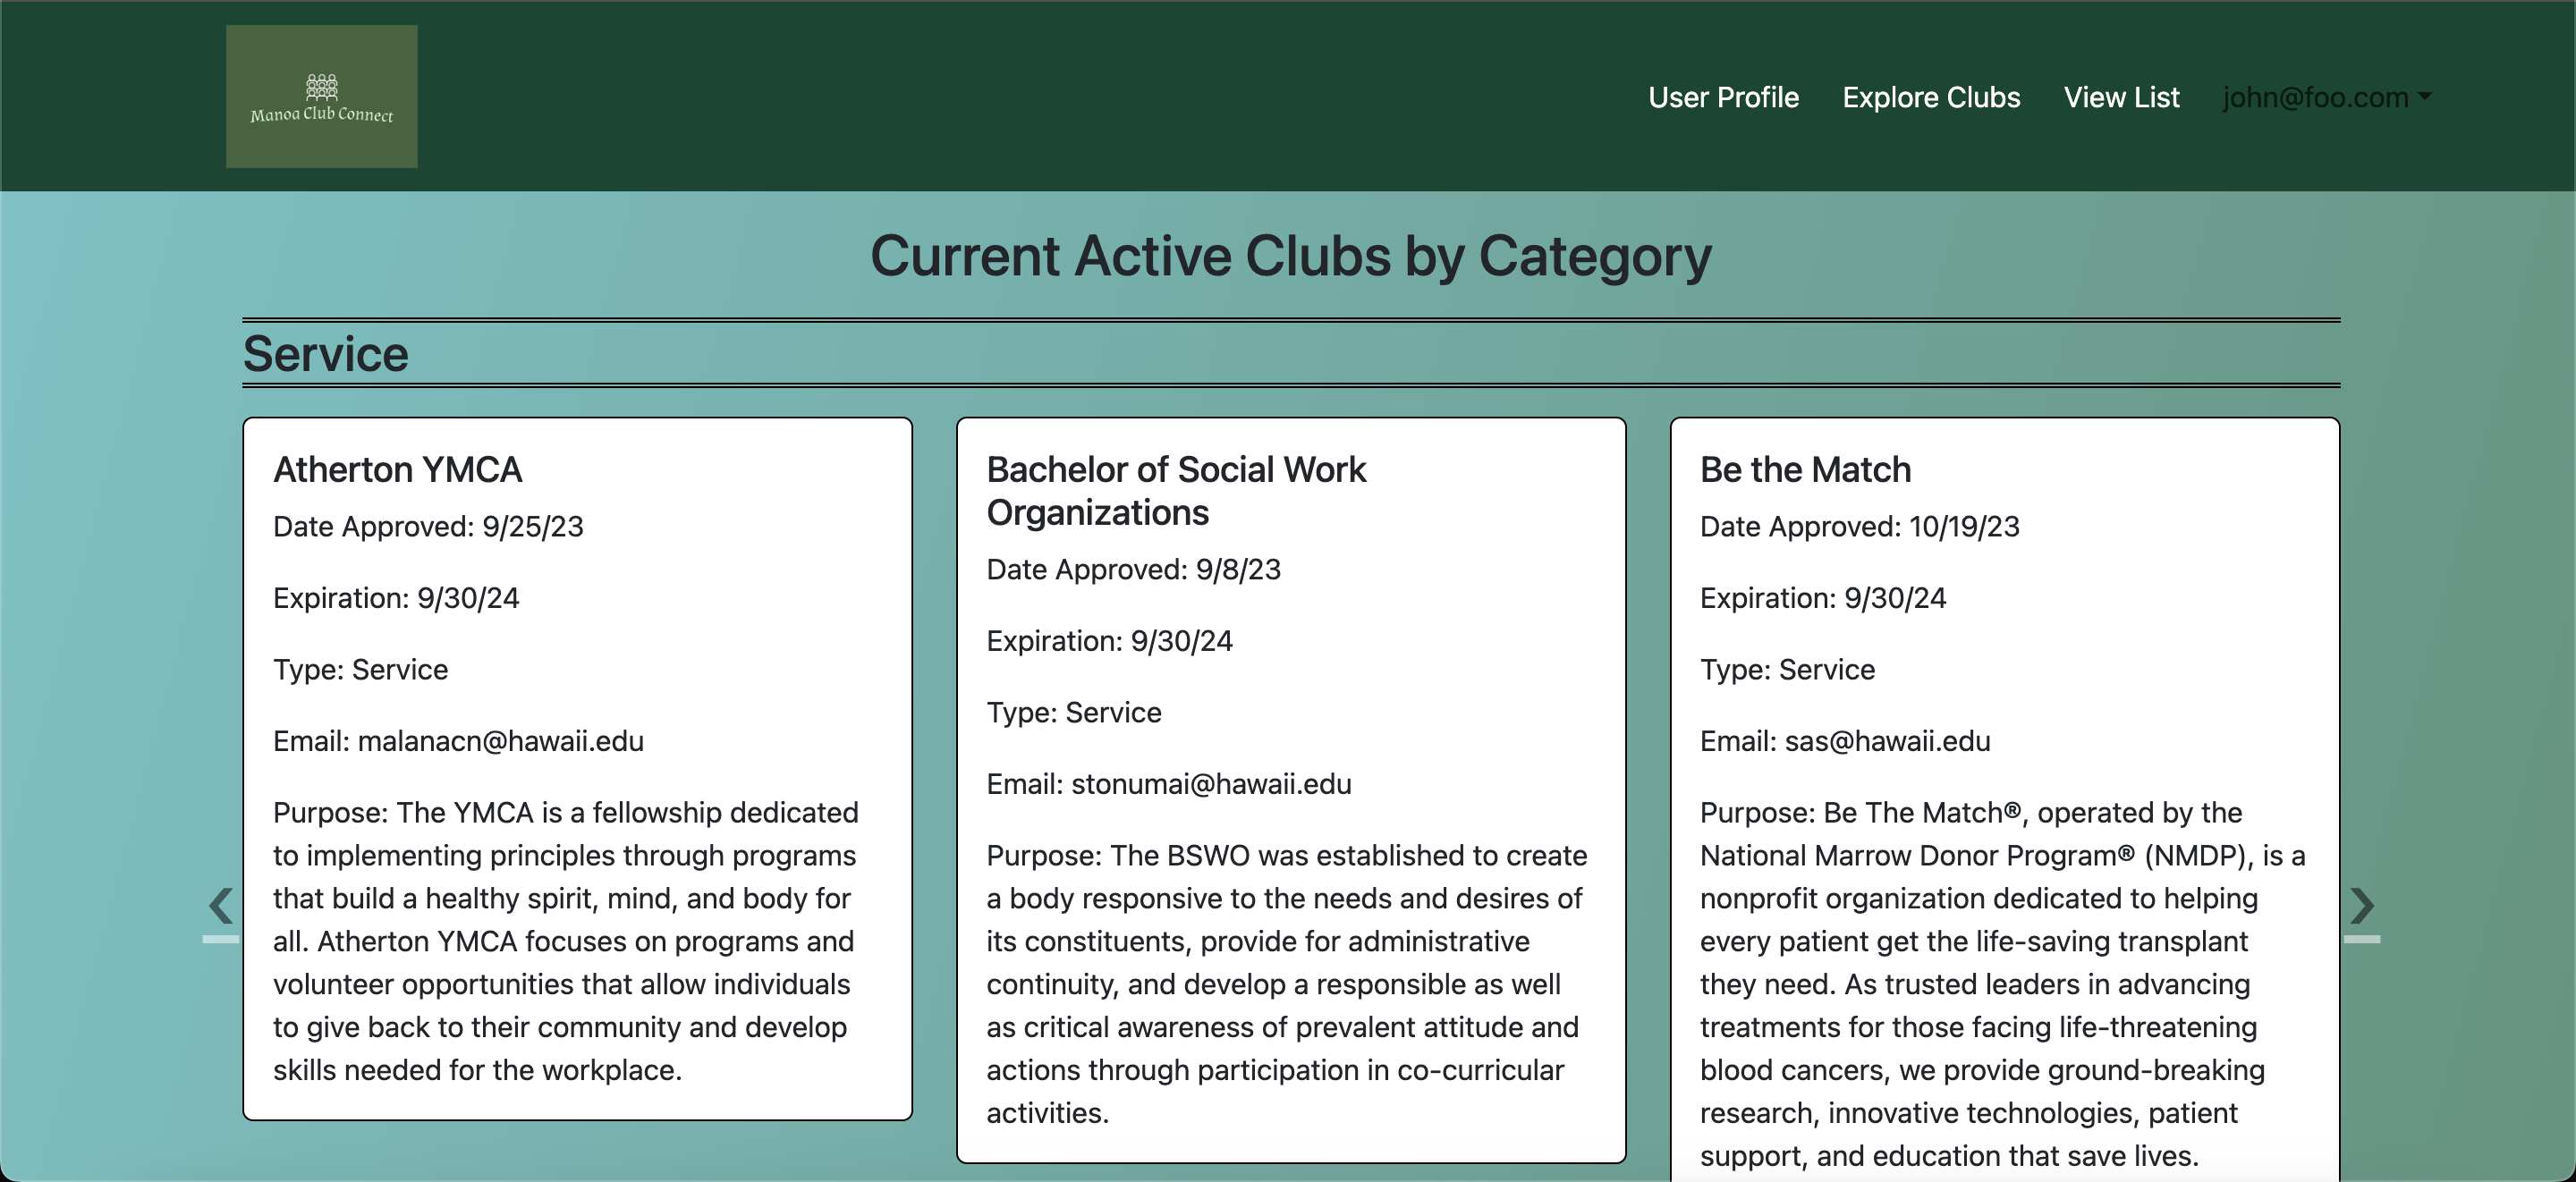 Manoa Club Connect
User Profile
Explore Clubs
View List
john@foo.com
Current Active Clubs by Category
Service
Atherton YMCA
Date Approved: 9/25/23
Expiration: 9/30/24
Type: Service
Email: malanacn@hawaii.edu
Purpose: The YMCA is a fellowship dedicated
to implementing principles through programs
that build a healthy spirit, mind, and body for
all. Atherton YMCA focuses on programs and
volunteer opportunities that allow individuals
to give back to their community and develop
skills needed for the workplace.
Bachelor of Social Work
Organizations
Date Approved: 9/8/23
Expiration: 9/30/24
Type: Service
Email: stonumai@hawaii.edu
Purpose: The BSWO was established to create
a body responsive to the needs and desires of
its constituents, provide for administrative
continuity, and develop a responsible as well
as critical awareness of prevalent attitude and
actions through participation in co-curricular
activities.
Be the Match
Date Approved: 10/19/23
Expiration: 9/30/24
Type: Service
Email: sas@hawaii.edu
Purpose: Be The Match®, operated by the
National Marrow Donor Program® (NMDP), is a
nonprofit organization dedicated to helping
every patient get the life-saving transplant
they need. As trusted leaders in advancing
treatments for those facing life-threatening
blood cancers, we provide ground-breaking
research, innovative technologies, patient
support, and education that save lives.